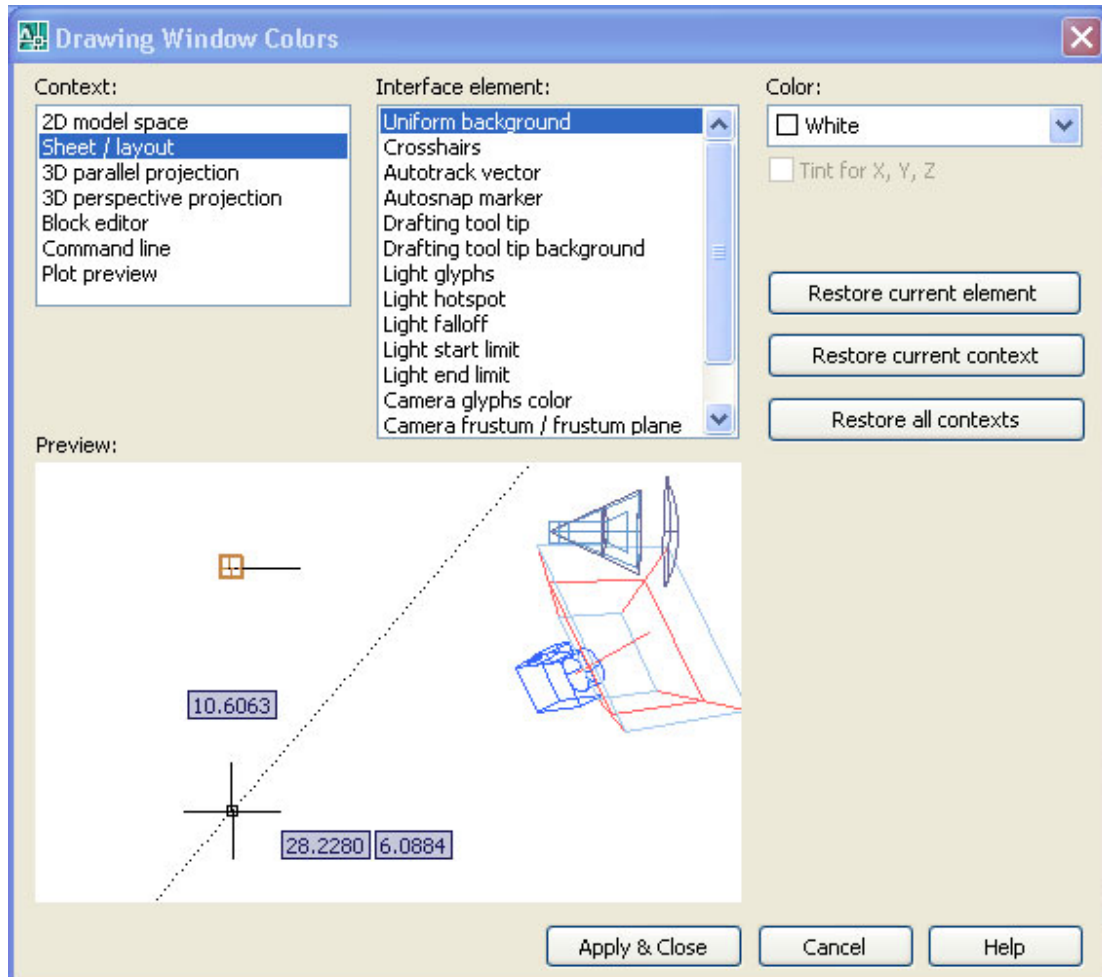 Drawing Window Colors
Context:
2D model space
Sheet / layout
3D parallel projection
3D perspective projection
Block editor
Command line
Plot preview
Interface element:
Uniform background
Crosshairs
Autotrack vector
Autosnap marker
Drafting tool tip
Drafting tool tip background
Light glyphs
Light hotspot
Light falloff
Light start limit
Light end limit
Camera glyphs color
Camera frustum / frustum plane
Color:
White
Tint for X, Y, Z
Restore current element
Restore current context
Restore all contexts
Preview:
10.6063
28.2280 6.0884
Apply & Close Cancel Help